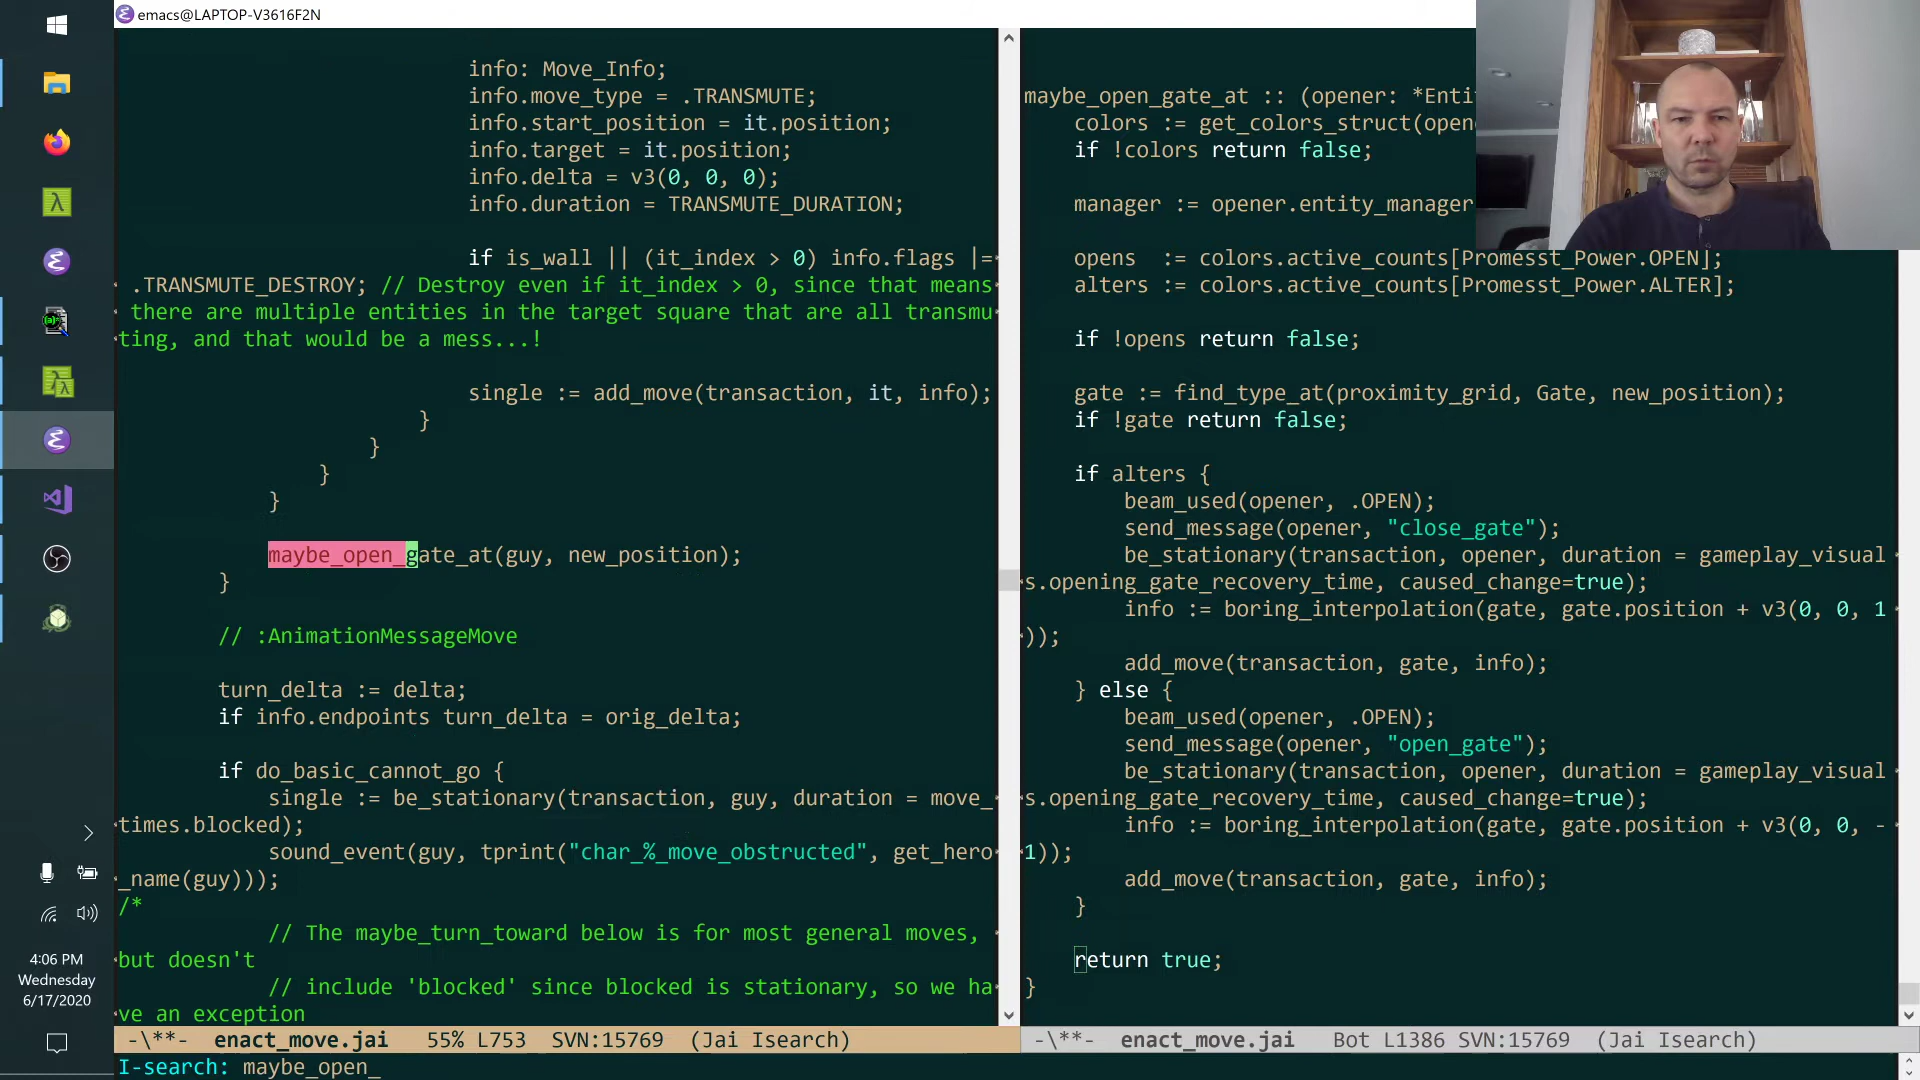 emacs@LAPTOP-V3616F2N
info: Move_Info;
info.move_type = .TRANSMUTE;
info.start_position = it.position;
info.target = it.position;
info.delta = v3(0, 0, 0);
info.duration = TRANSMUTE_DURATION;
if is_wall || (it_index > 0) info.flags |=
.TRANSMUTE_DESTROY; // Destroy even if it_index > 0, since that means
there are multiple entities in the target square that are all transmu
ting, and that would be a mess...!
single := add_move(transaction, it, info);
}
}
}
}
maybe_open_gate_at(guy, new_position);
}
// :AnimationMessageMove
turn_delta := delta;
if info.endpoints turn_delta = orig_delta;
if do_basic_cannot_go {
single := be_stationary(transaction, guy, duration = move_
times.blocked);
sound_event(guy, tprint("char_%_move_obstructed", get_hero
_name(guy)));
/*
// The maybe_turn_toward below is for most general moves,
but doesn't
// include 'blocked' since blocked is stationary, so we ha
ve an exception
-\**-  enact_move.jai   55% L753  SVN:15769  (Jai Isearch)
I-search: maybe_open_
maybe_open_gate_at :: (opener: *Enti
colors := get_colors_struct(open
if !colors return false;
manager := opener.entity_manager
opens  := colors.active_counts[Promesst_Power.OPEN];
alters := colors.active_counts[Promesst_Power.ALTER];
if !opens return false;
gate := find_type_at(proximity_grid, Gate, new_position);
if !gate return false;
if alters {
beam_used(opener, .OPEN);
send_message(opener, "close_gate");
be_stationary(transaction, opener, duration = gameplay_visual
s.opening_gate_recovery_time, caused_change=true);
info := boring_interpolation(gate, gate.position + v3(0, 0, 1
));
add_move(transaction, gate, info);
} else {
beam_used(opener, .OPEN);
send_message(opener, "open_gate");
be_stationary(transaction, opener, duration = gameplay_visual
s.opening_gate_recovery_time, caused_change=true);
info := boring_interpolation(gate, gate.position + v3(0, 0, -
1));
add_move(transaction, gate, info);
}
return true;
}
-\**-  enact_move.jai   Bot L1386 SVN:15769  (Jai Isearch)
4:06 PM
Wednesday
6/17/2020